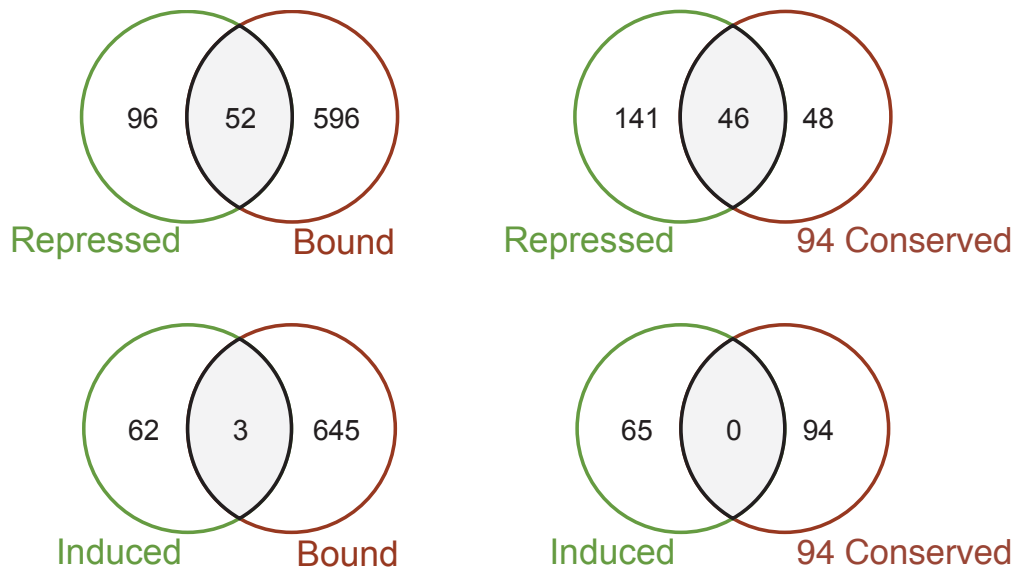 96 52 596
Repressed Bound
141 46 48
Repressed 94 Conserved
62 3 645
Induced Bound
65 0 94
Induced 94 Conserved